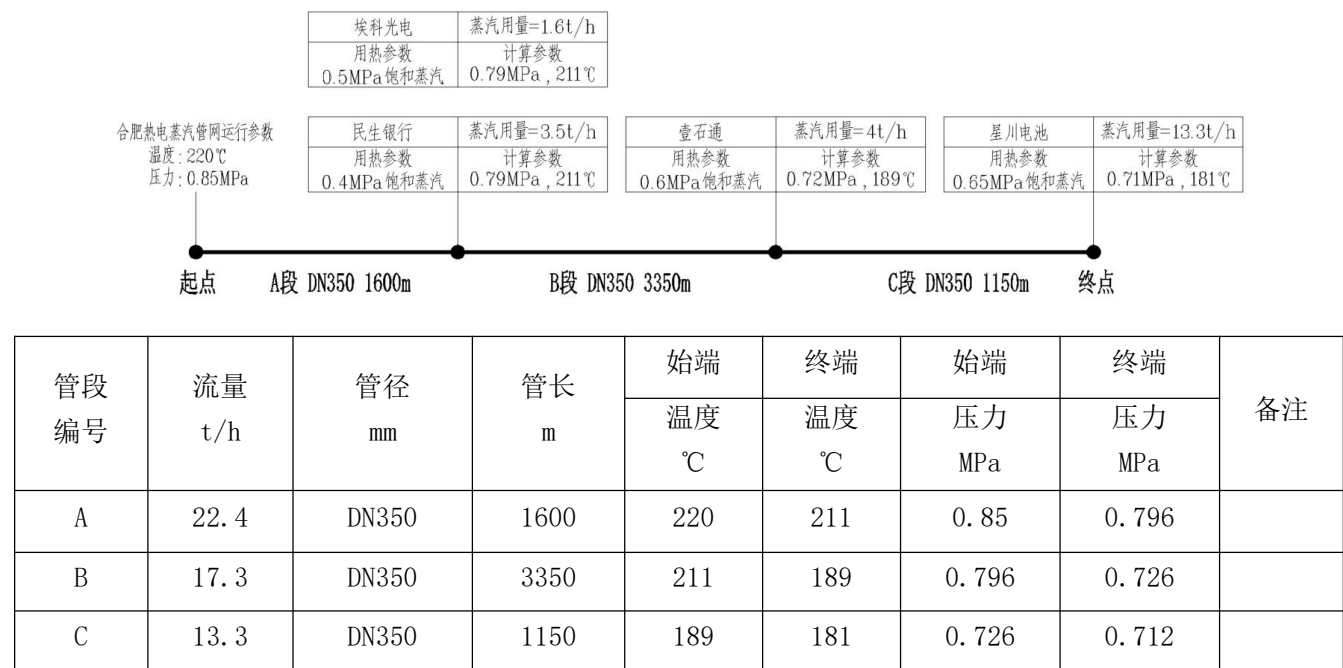 埃科光电 蒸汽用量=1.6t/h
用热参数 计算参数
0.5MPa饱和蒸汽 0.79MPa,211℃
合肥热电蒸汽管网运行参数
温度:220℃
压力:0.85MPa
民生银行 蒸汽用量=3.5t/h
用热参数 计算参数
0.4MPa饱和蒸汽 0.79MPa,211℃
壹石通 蒸汽用量=4t/h
用热参数 计算参数
0.6MPa饱和蒸汽 0.72MPa,189℃
星川电池 蒸汽用量=13.3t/h
用热参数 计算参数
0.65MPa饱和蒸汽 0.71MPa,181℃
起点 A段 DN350 1600m B段 DN350 3350m C段 DN350 1150m 终点
管段编号 流量 t/h 管径 mm 管长 m 始端 终端 始端 终端 备注
温度 ℃ 温度 ℃ 压力 MPa 压力 MPa
A 22.4 DN350 1600 220 211 0.85 0.796
B 17.3 DN350 3350 211 189 0.796 0.726
C 13.3 DN350 1150 189 181 0.726 0.712